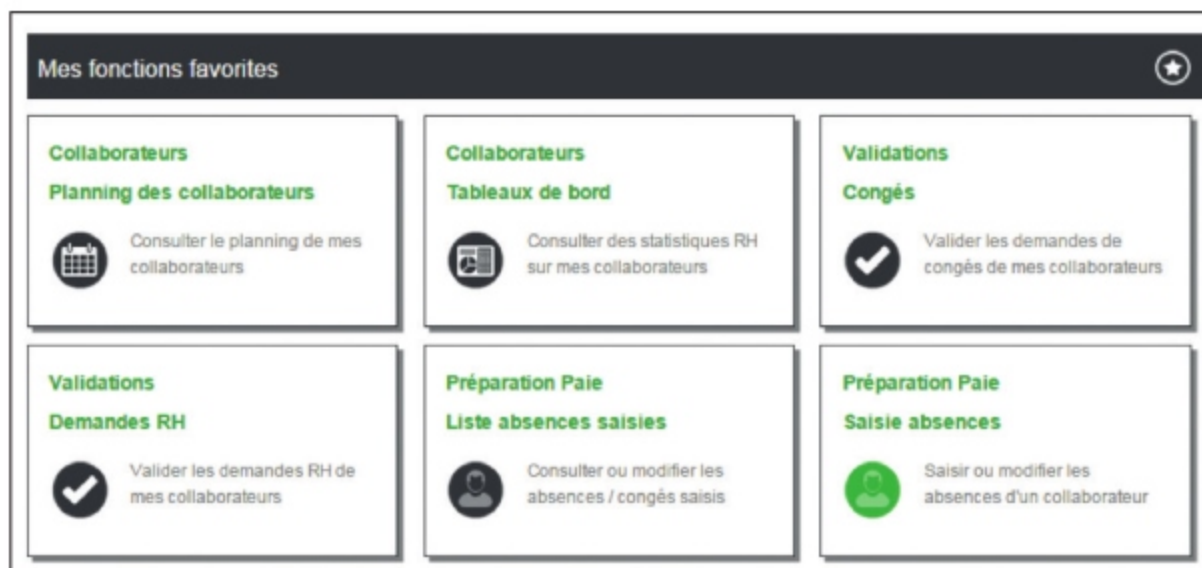 Mes fonctions favorites
Collaborateurs
Planning des collaborateurs
Consulter le planning de mes
collaborateurs
Collaborateurs
Tableaux de bord
Consulter des statistiques RH
sur mes collaborateurs
Validations
Congés
Valider les demandes de
congés de mes collaborateurs
Validations
Demandes RH
Valider les demandes RH de
mes collaborateurs
Préparation Paie
Liste absences saisies
Consulter ou modifier les
absences / congés saisis
Préparation Paie
Saisie absences
Saisir ou modifier les
absences d'un collaborateur